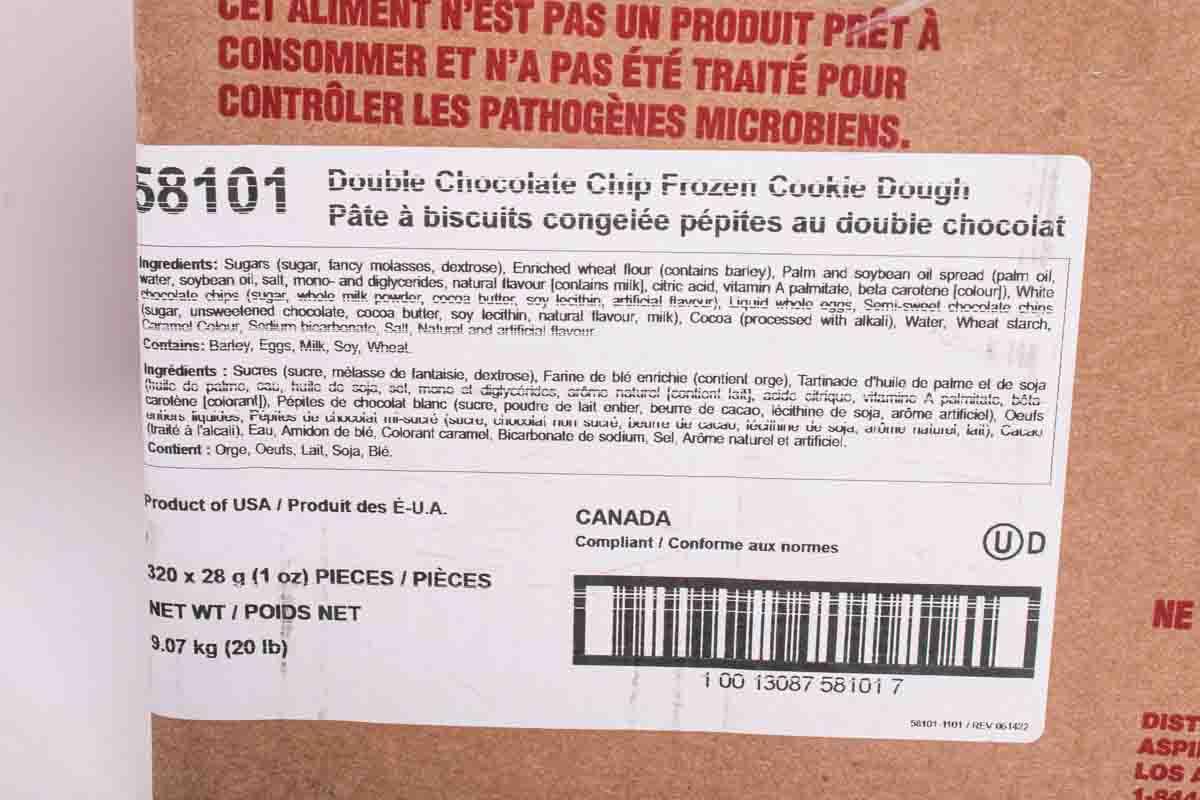 CET ALIMENT N'EST PAS UN PRODUIT PRÊT À
CONSOMMER ET N'A PAS ÉTÉ TRAITÉ POUR
CONTRÔLER LES PATHOGÈNES MICROBIENS.
58101
Double Chocolate Chip Frozen Cookie Dough
Pâte à biscuits congelée pépites au double chocolat
Ingredients: Sugars (sugar, fancy molasses, dextrose), Enriched wheat flour (contains barley), Palm and soybean oil spread (palm oil,
water, soybean oil, salt, mono- and diglycerides, natural flavour [contains milk], citric acid, vitamin A palmitate, beta carotene [colour]), White
chocolate chips (sugar, whole milk powder, cocoa butter, soy lecithin, artificial flavour), Liquid whole eggs, Semi-sweet chocolate chips
(sugar, unsweetened chocolate, cocoa butter, soy lecithin, natural flavour, milk), Cocoa (processed with alkali), Water, Wheat starch,
Caramel Colour, Sodium bicarbonate, Salt, Natural and artificial flavour.
Contains: Barley, Eggs, Milk, Soy, Wheat.
Ingrédients : Sucres (sucre, mélasse de fantaisie, dextrose), Farine de blé enrichie (contient orge), Tartinade d'huile de palme et de soja
(huile de palme, eau, huile de soja, sel, mono et diglycérides, arôme naturel [contient lait], acide citrique, vitamine A palmitate, bêta-
carotène [colorant]), Pépites de chocolat blanc (sucre, poudre de lait entier, beurre de cacao, lécithine de soja, arôme artificiel), Oeufs
entiers liquides, Pépites de chocolat mi-sucré (sucre, chocolat non sucré, beurre de cacao, lécithine de soja, arôme naturel, lait), Cacao
(traité à l'alcali), Eau, Amidon de blé, Colorant caramel, Bicarbonate de sodium, Sel, Arôme naturel et artificiel.
Contient : Orge, Oeufs, Lait, Soja, Blé.
Product of USA / Produit des É-U.A.
CANADA
Compliant / Conforme aux normes
U D
320 x 28 g (1 oz) PIECES / PIÈCES
NET WT / POIDS NET
9.07 kg (20 lb)
1 00 13087 58101 7
58101-1101 / REV 061422
NE
DIST
ASPI
LOS A
1-844